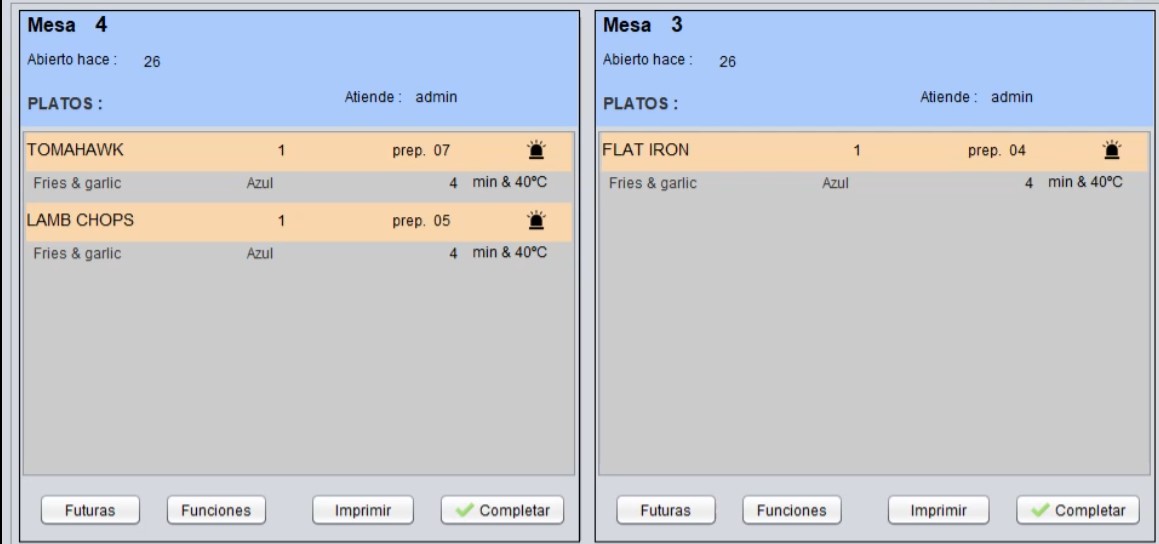 Mesa 4
Abierto hace : 26
PLATOS : Atiende : admin
TOMAHAWK 1 prep. 07
Fries & garlic Azul 4 min & 40ºC
LAMB CHOPS 1 prep. 05
Fries & garlic Azul 4 min & 40ºC
Futuras Funciones Imprimir Completar
Mesa 3
Abierto hace : 26
PLATOS : Atiende : admin
FLAT IRON 1 prep. 04
Fries & garlic Azul 4 min & 40ºC
Futuras Funciones Imprimir Completar